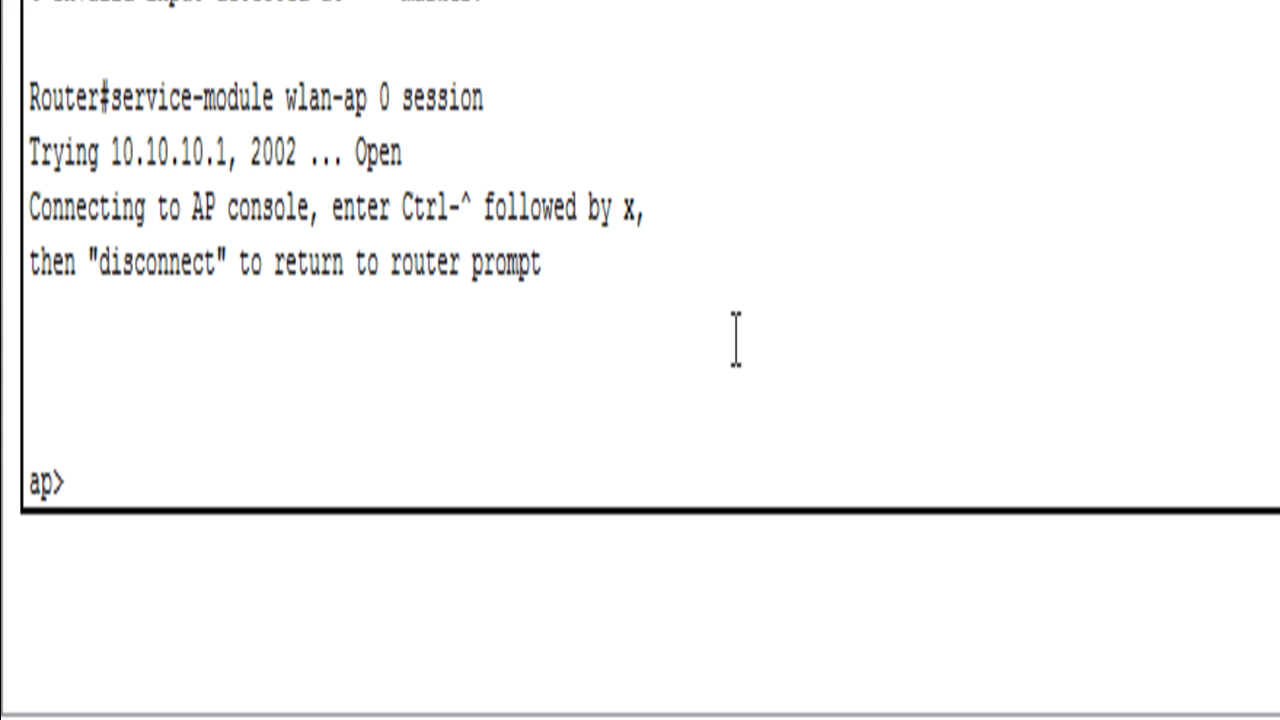 Router#service-module wlan-ap 0 session
Trying 10.10.10.1, 2002 ... Open
Connecting to AP console, enter Ctrl-^ followed by x,
then "disconnect" to return to router prompt
ap>